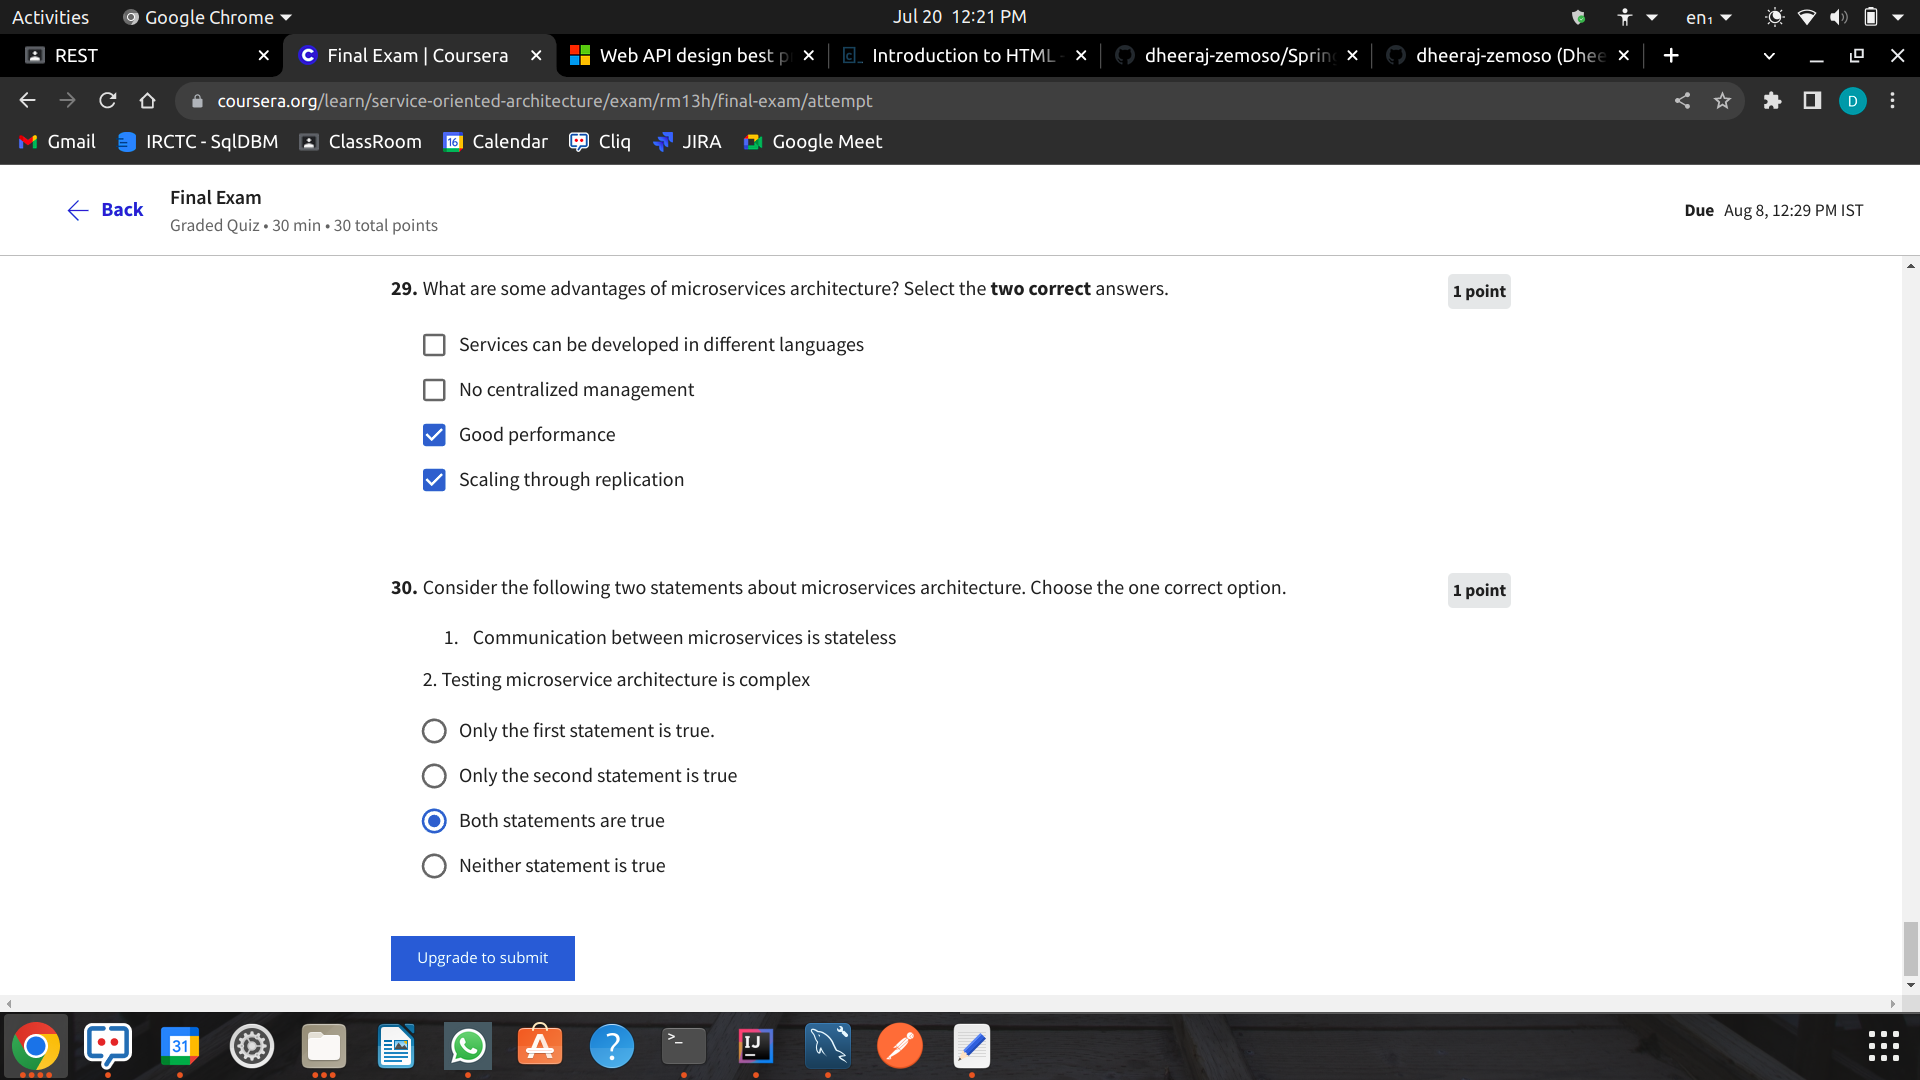 Activities
Google Chrome
Jul 20 12:21 PM
en₁
REST
Final Exam | Coursera
Web API design best p
Introduction to HTML
dheeraj-zemoso/Spring
dheeraj-zemoso (Dhee
coursera.org/learn/service-oriented-architecture/exam/rm13h/final-exam/attempt
D
Gmail
IRCTC - SqlDBM
ClassRoom
16
Calendar
Cliq
JIRA
Google Meet
Back
Final Exam
Graded Quiz • 30 min • 30 total points
Due Aug 8, 12:29 PM IST
29. What are some advantages of microservices architecture? Select the two correct answers.
1 point
Services can be developed in different languages
No centralized management
Good performance
Scaling through replication
30. Consider the following two statements about microservices architecture. Choose the one correct option.
1 point
1. Communication between microservices is stateless
2. Testing microservice architecture is complex
Only the first statement is true.
Only the second statement is true
Both statements are true
Neither statement is true
Upgrade to submit
31
IJ